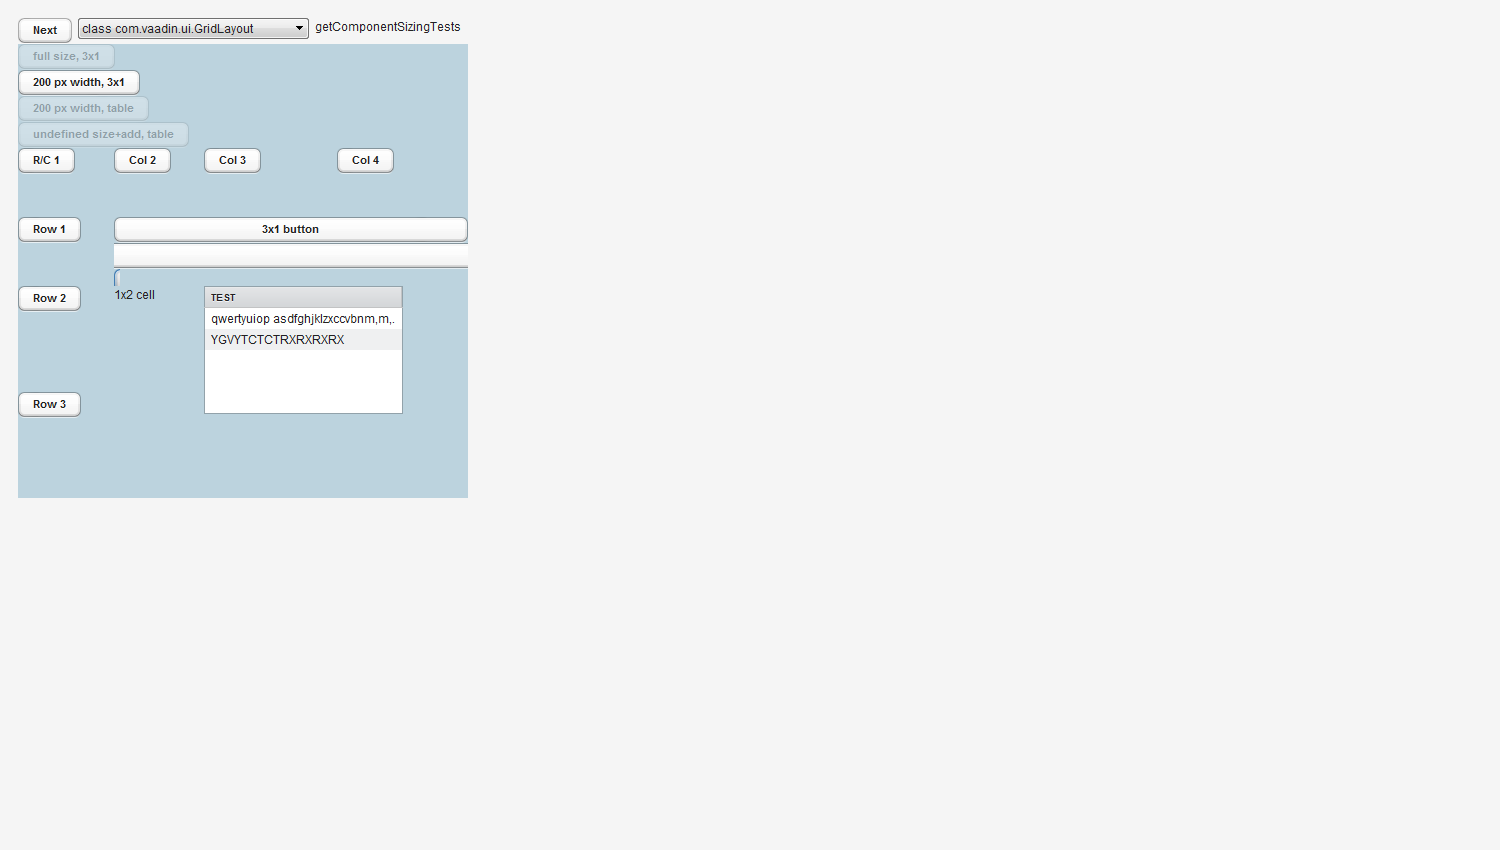 Next class com.vaadin.ui.GridLayout getComponentSizingTests
full size, 3x1
200 px width, 3x1
200 px width, table
undefined size+add, table
R/C 1 Col 2 Col 3 Col 4
Row 1 3x1 button
Row 2 1x2 cell TEST
qwertyuiop asdfghjklzxccvbnm,m,.
YGVYTCTCTRXRXRXRX
Row 3